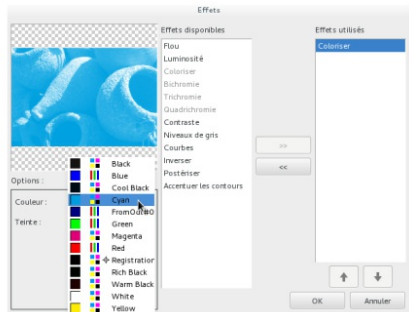 Effets
Effets disponibles
Flou
Luminosité
Coloriser
Bichromie
Trichromie
Quadrichromie
Contraste
Niveaux de gris
Courbes
Inverser
Postériser
Accentuer les contours
>>
<<
Effets utilisés
Coloriser
Options :
Couleur :
Teinte :
Black
Blue
Cool Black
Cyan
Green
Magenta
Red
Registration
Rich Black
Warm Black
White
Yellow
OK
Annuler